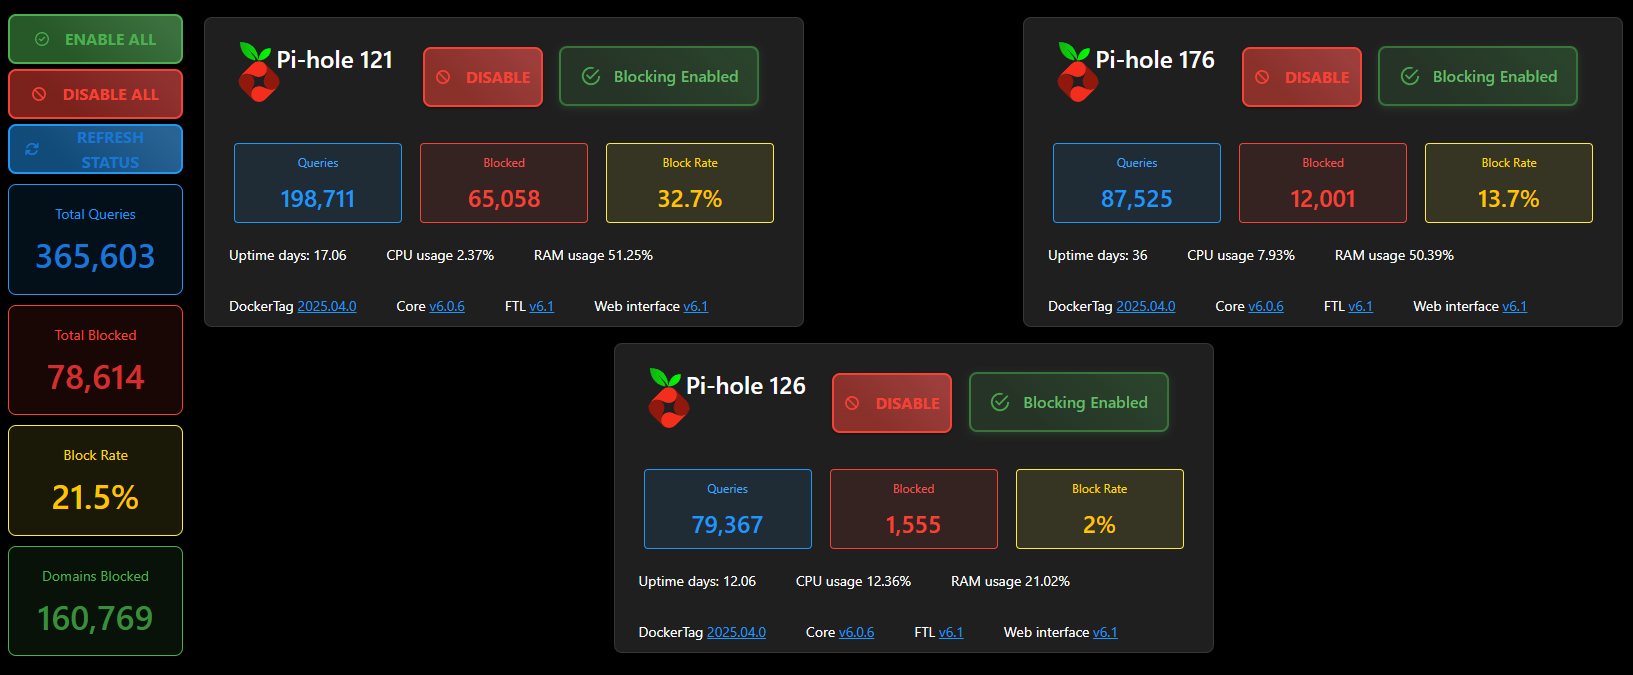 ENABLE ALL
DISABLE ALL
REFRESH
STATUS
Total Queries
365,603
Total Blocked
78,614
Block Rate
21.5%
Domains Blocked
160,769
Pi-hole 121
DISABLE
Blocking Enabled
Queries
198,711
Blocked
65,058
Block Rate
32.7%
Uptime days: 17.06 CPU usage 2.37% RAM usage 51.25%
DockerTag 2025.04.0 Core v6.0.6 FTL v6.1 Web interface v6.1
Pi-hole 176
DISABLE
Blocking Enabled
Queries
87,525
Blocked
12,001
Block Rate
13.7%
Uptime days: 36 CPU usage 7.93% RAM usage 50.39%
DockerTag 2025.04.0 Core v6.0.6 FTL v6.1 Web interface v6.1
Pi-hole 126
DISABLE
Blocking Enabled
Queries
79,367
Blocked
1,555
Block Rate
2%
Uptime days: 12.06 CPU usage 12.36% RAM usage 21.02%
DockerTag 2025.04.0 Core v6.0.6 FTL v6.1 Web interface v6.1